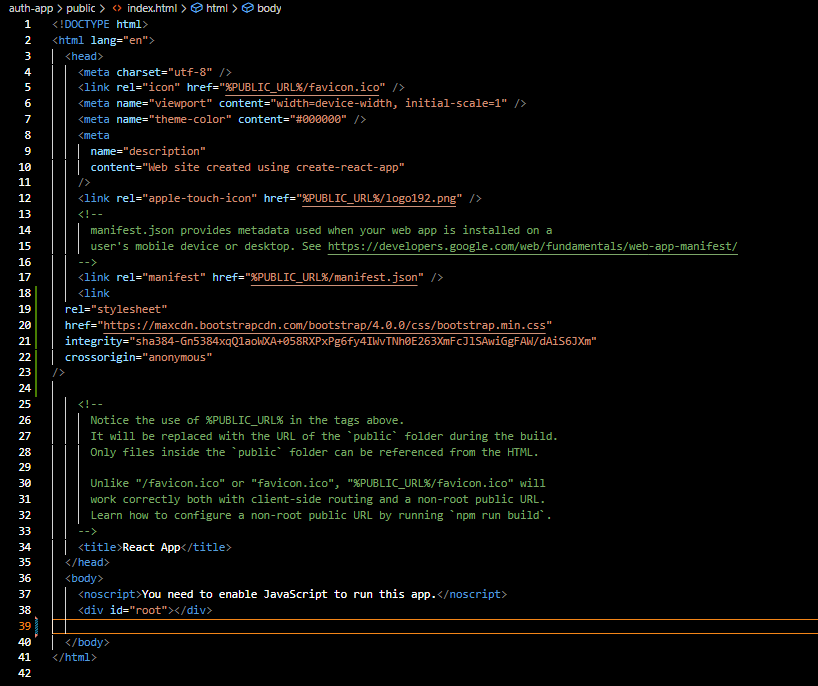 auth-app > public > <> index.html > html > body
1 <!DOCTYPE html>
2 <html lang="en">
3 <head>
4 <meta charset="utf-8" />
5 <link rel="icon" href="%PUBLIC_URL%/favicon.ico" />
6 <meta name="viewport" content="width=device-width, initial-scale=1" />
7 <meta name="theme-color" content="#000000" />
8 <meta
9 name="description"
10 content="Web site created using create-react-app"
11 />
12 <link rel="apple-touch-icon" href="%PUBLIC_URL%/logo192.png" />
13 <!--
14 manifest.json provides metadata used when your web app is installed on a
15 user's mobile device or desktop. See https://developers.google.com/web/fundamentals/web-app-manifest/
16 -->
17 <link rel="manifest" href="%PUBLIC_URL%/manifest.json" />
18 <link
19 rel="stylesheet"
20 href="https://maxcdn.bootstrapcdn.com/bootstrap/4.0.0/css/bootstrap.min.css"
21 integrity="sha384-Gn5384xqQ1aoWXA+058RXPxPg6fy4IWvTNh0E263XmFcJlSAwiGgFAW/dAiS6JXm"
22 crossorigin="anonymous"
23 />
24
25 <!--
26 Notice the use of %PUBLIC_URL% in the tags above.
27 It will be replaced with the URL of the `public` folder during the build.
28 Only files inside the `public` folder can be referenced from the HTML.
29
30 Unlike "/favicon.ico" or "favicon.ico", "%PUBLIC_URL%/favicon.ico" will
31 work correctly both with client-side routing and a non-root public URL.
32 Learn how to configure a non-root public URL by running `npm run build`.
33 -->
34 <title>React App</title>
35 </head>
36 <body>
37 <noscript>You need to enable JavaScript to run this app.</noscript>
38 <div id="root"></div>
39
40 </body>
41 </html>
42